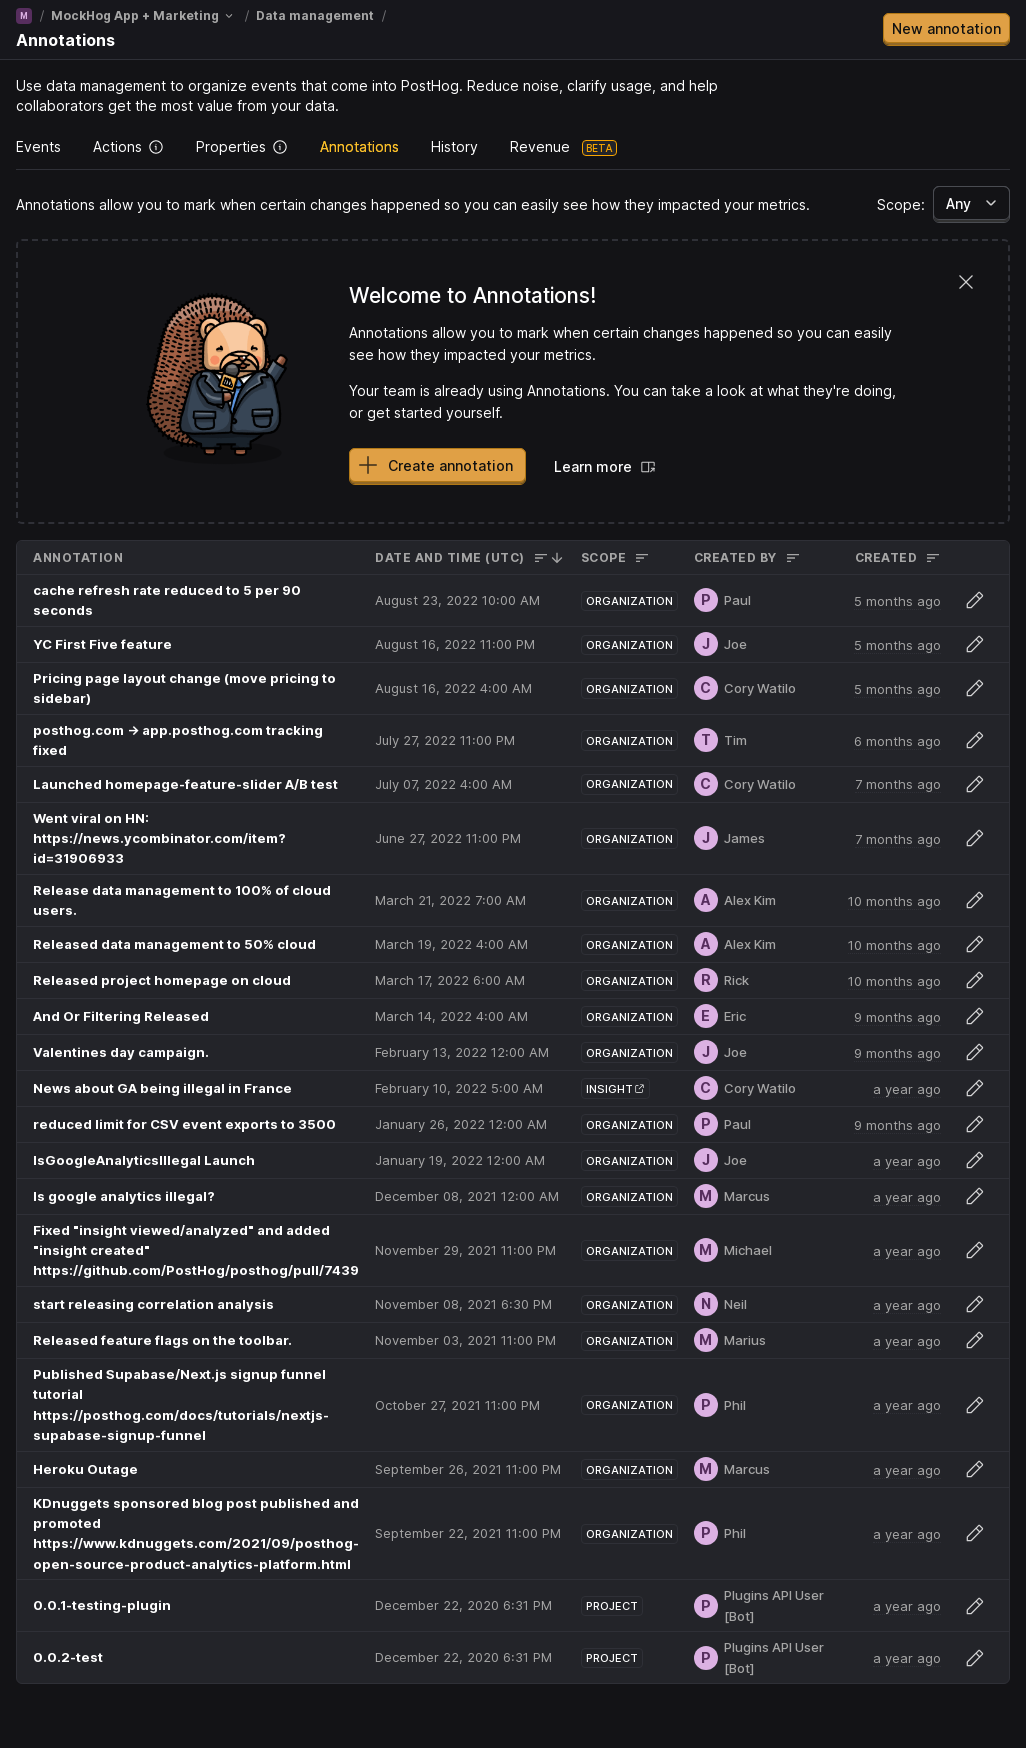 M / MockHog App + Marketing / Data management /
Annotations
New annotation
Use data management to organize events that come into PostHog. Reduce noise, clarify usage, and help
collaborators get the most value from your data.
Events Actions Properties Annotations History Revenue BETA
Annotations allow you to mark when certain changes happened so you can easily see how they impacted your metrics.
Scope: Any
Welcome to Annotations!
Annotations allow you to mark when certain changes happened so you can easily
see how they impacted your metrics.
Your team is already using Annotations. You can take a look at what they're doing,
or get started yourself.
Create annotation Learn more
ANNOTATION DATE AND TIME (UTC) SCOPE CREATED BY CREATED
cache refresh rate reduced to 5 per 90
seconds
August 23, 2022 10:00 AM ORGANIZATION P Paul 5 months ago
YC First Five feature August 16, 2022 11:00 PM ORGANIZATION J Joe 5 months ago
Pricing page layout change (move pricing to
sidebar)
August 16, 2022 4:00 AM ORGANIZATION C Cory Watilo 5 months ago
posthog.com → app.posthog.com tracking
fixed
July 27, 2022 11:00 PM ORGANIZATION T Tim 6 months ago
Launched homepage-feature-slider A/B test July 07, 2022 4:00 AM ORGANIZATION C Cory Watilo 7 months ago
Went viral on HN:
https://news.ycombinator.com/item?
id=31906933
June 27, 2022 11:00 PM ORGANIZATION J James 7 months ago
Release data management to 100% of cloud
users.
March 21, 2022 7:00 AM ORGANIZATION A Alex Kim 10 months ago
Released data management to 50% cloud March 19, 2022 4:00 AM ORGANIZATION A Alex Kim 10 months ago
Released project homepage on cloud March 17, 2022 6:00 AM ORGANIZATION R Rick 10 months ago
And Or Filtering Released March 14, 2022 4:00 AM ORGANIZATION E Eric 9 months ago
Valentines day campaign. February 13, 2022 12:00 AM ORGANIZATION J Joe 9 months ago
News about GA being illegal in France February 10, 2022 5:00 AM INSIGHT C Cory Watilo a year ago
reduced limit for CSV event exports to 3500 January 26, 2022 12:00 AM ORGANIZATION P Paul 9 months ago
IsGoogleAnalyticsIllegal Launch January 19, 2022 12:00 AM ORGANIZATION J Joe a year ago
Is google analytics illegal? December 08, 2021 12:00 AM ORGANIZATION M Marcus a year ago
Fixed "insight viewed/analyzed" and added
"insight created"
https://github.com/PostHog/posthog/pull/7439
November 29, 2021 11:00 PM ORGANIZATION M Michael a year ago
start releasing correlation analysis November 08, 2021 6:30 PM ORGANIZATION N Neil a year ago
Released feature flags on the toolbar. November 03, 2021 11:00 PM ORGANIZATION M Marius a year ago
Published Supabase/Next.js signup funnel
tutorial
https://posthog.com/docs/tutorials/nextjs-
supabase-signup-funnel
October 27, 2021 11:00 PM ORGANIZATION P Phil a year ago
Heroku Outage September 26, 2021 11:00 PM ORGANIZATION M Marcus a year ago
KDnuggets sponsored blog post published and
promoted
https://www.kdnuggets.com/2021/09/posthog-
open-source-product-analytics-platform.html
September 22, 2021 11:00 PM ORGANIZATION P Phil a year ago
0.0.1-testing-plugin December 22, 2020 6:31 PM PROJECT P Plugins API User
[Bot]
a year ago
0.0.2-test December 22, 2020 6:31 PM PROJECT P Plugins API User
[Bot]
a year ago